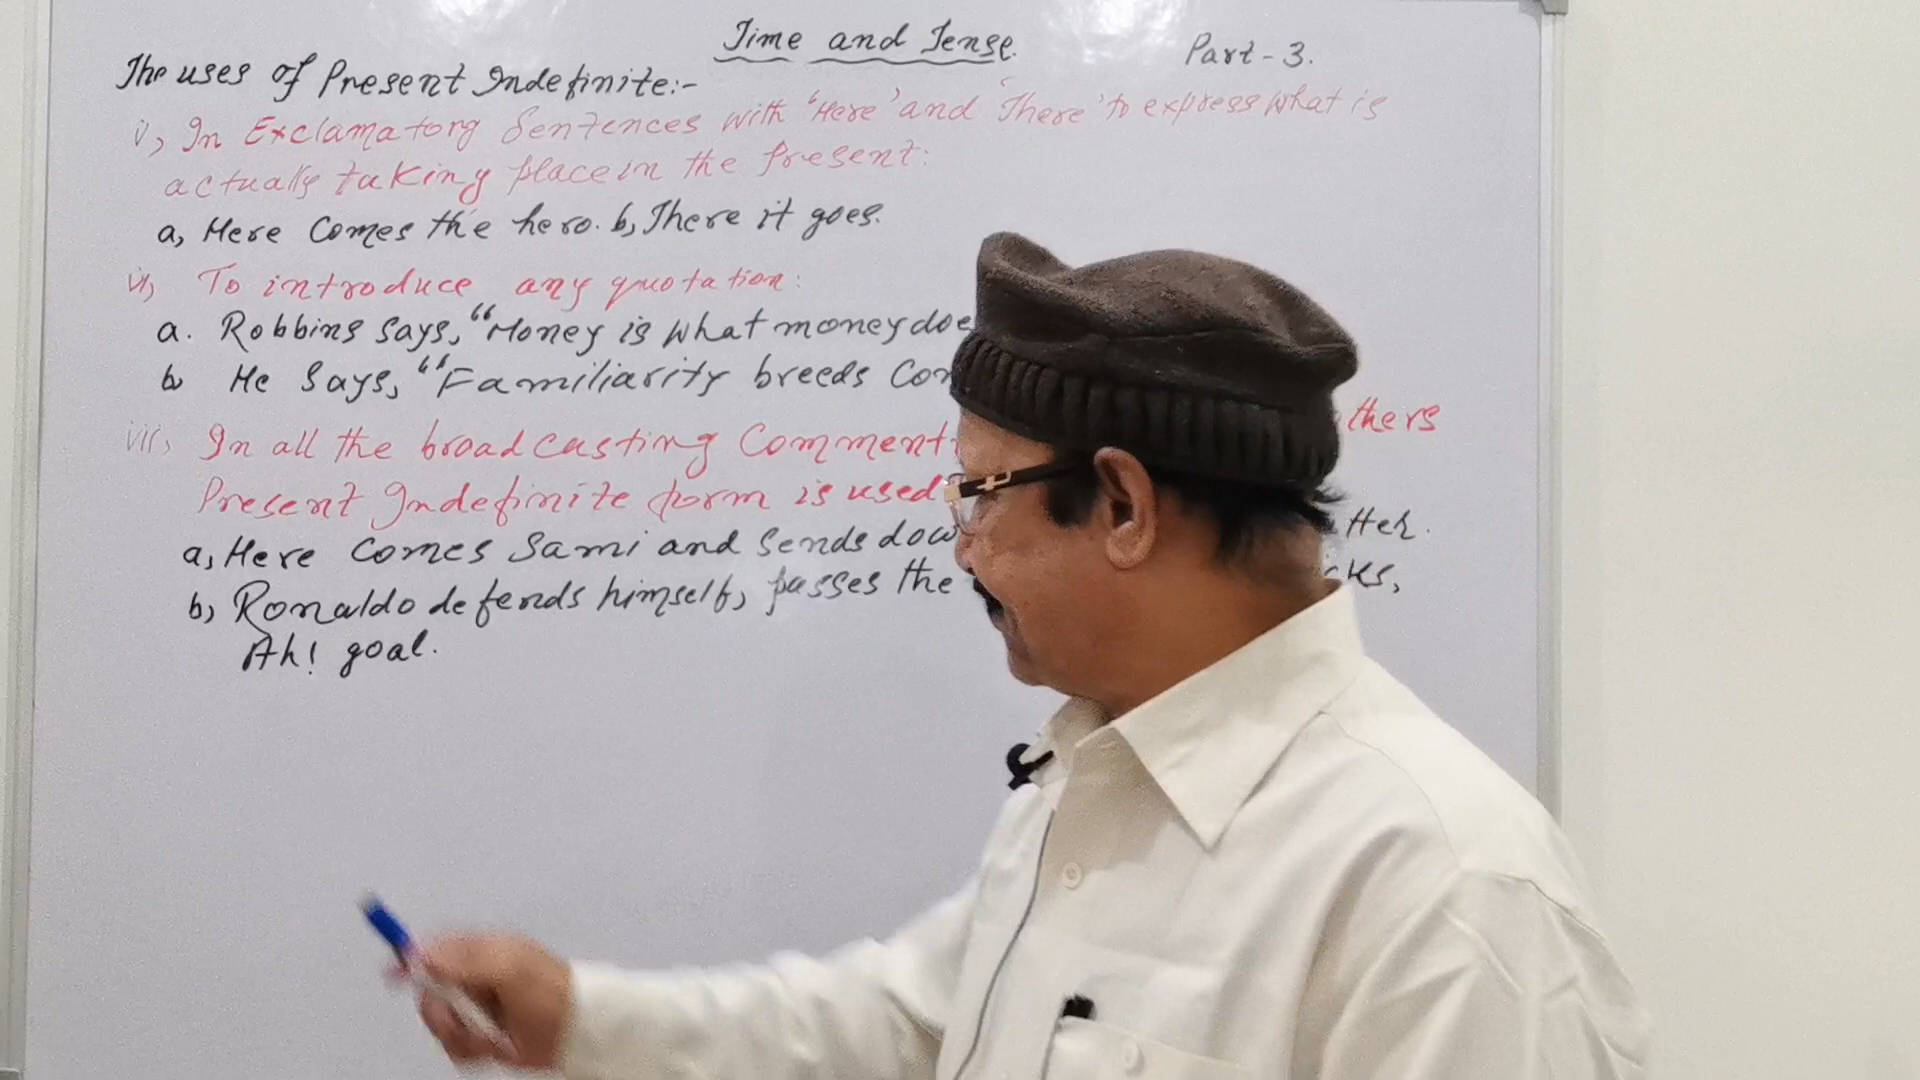 Time and Tense.
Part-3.
The uses of Present Indefinite:-
v, In Exclamatory Sentences with 'Here' and 'There' to express what is
actually taking place in the present:
a, Here comes the hero. b, There it goes.
vi, To introduce any quotation:
a. Robbins says, "Money is what money doe
b He says, "Familiarity breeds con
vii, In all the broadcasting Comment thers
Present Indefinite form is used
a, Here comes Sami and sends dow tter.
b, Ronaldo defends himself, passes the cks,
Ah! goal.